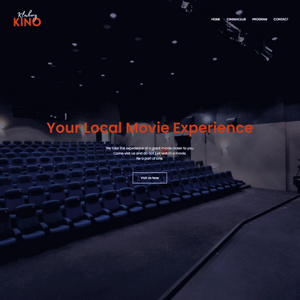 KINO
HOME
PROGRAM
CONTACT
Your Local Movie Experience
We take the experience of a great movie closer to you.
Come visit us and do not just watch a movie.
Be a part of one.
Visit Us Now